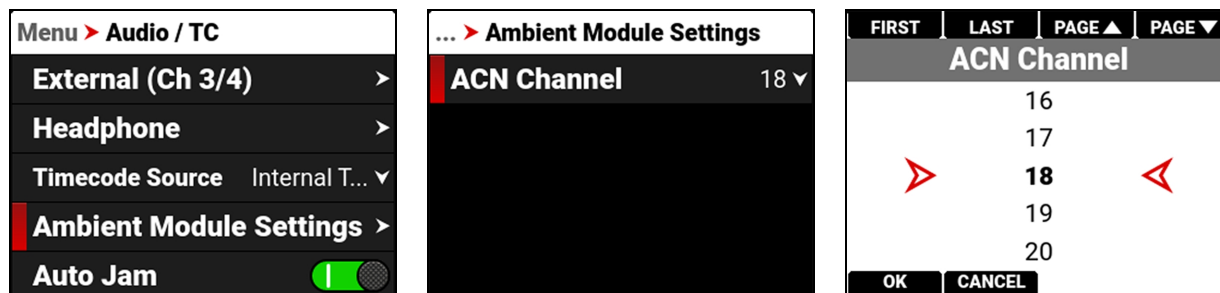 Menu ➤ Audio / TC
External (Ch 3/4)
Headphone
Timecode Source Internal T...
Ambient Module Settings
Auto Jam
... ➤ Ambient Module Settings
ACN Channel 18
FIRST LAST PAGE▲ PAGE▼
ACN Channel
16
17
18
19
20
OK CANCEL